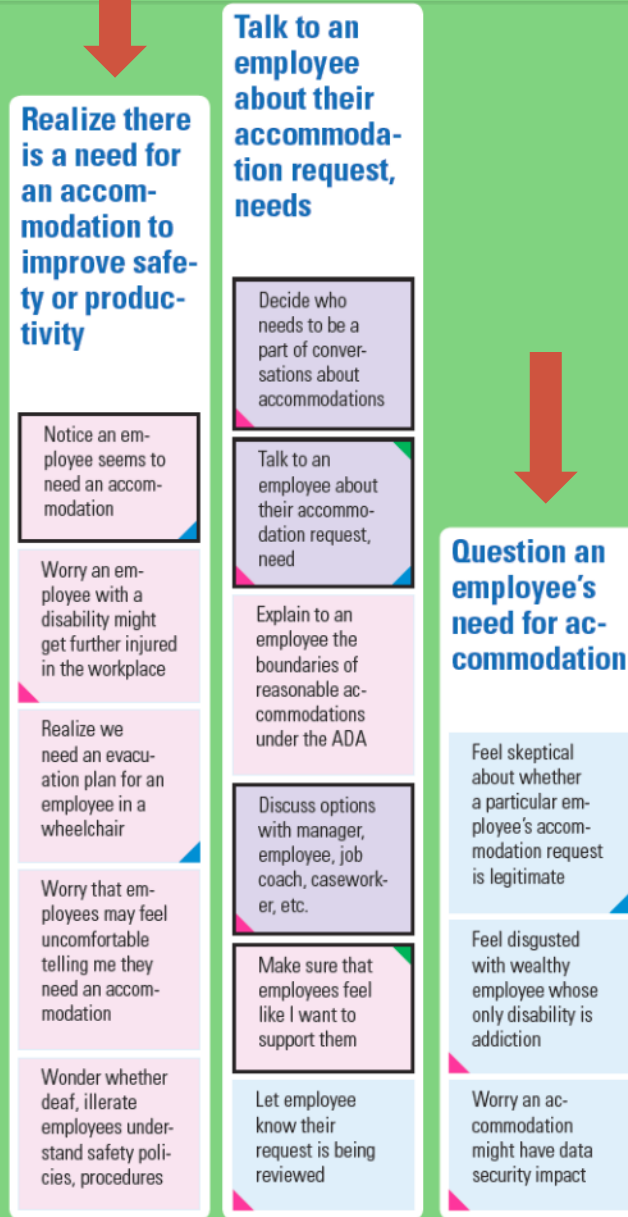 Realize there
is a need for
an accom-
modation to
improve safe-
ty or produc-
tivity
Notice an em-
ployee seems to
need an accom-
modation
Worry an em-
ployee with a
disability might
get further injured
in the workplace
Realize we
need an evacu-
ation plan for an
employee in a
wheelchair
Worry that em-
ployees may feel
uncomfortable
telling me they
need an accom-
modation
Wonder whether
deaf, illerate
employees under-
stand safety poli-
cies, procedures
Talk to an
employee
about their
accommoda-
tion request,
needs
Decide who
needs to be a
part of conver-
sations about
accommodations
Talk to an
employee about
their accommo-
dation request,
need
Explain to an
employee the
boundaries of
reasonable ac-
commodations
under the ADA
Discuss options
with manager,
employee, job
coach, casework-
er, etc.
Make sure that
employees feel
like I want to
support them
Let employee
know their
request is being
reviewed
Question an
employee's
need for ac-
commodation
Feel skeptical
about whether
a particular em-
ployee's accom-
modation request
is legitimate
Feel disgusted
with wealthy
employee whose
only disability is
addiction
Worry an ac-
commodation
might have data
security impact